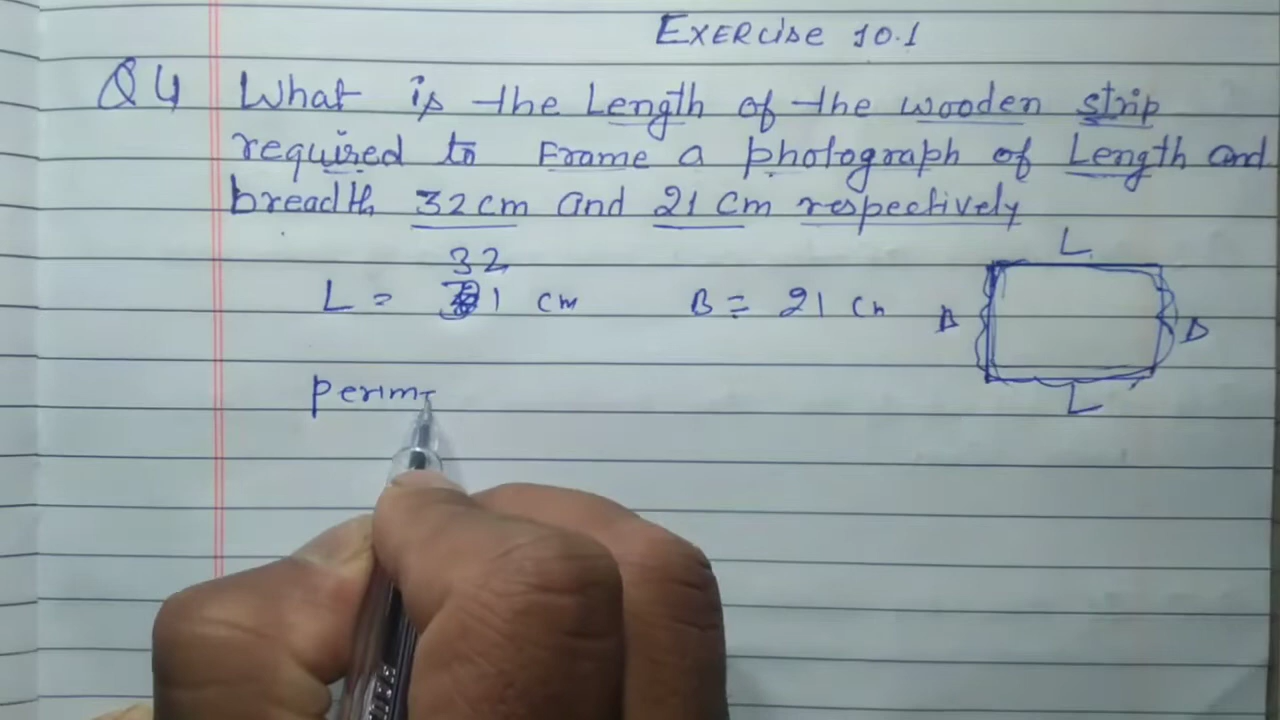 Exercise 10.1
Q4 What is the Length of the wooden strip
required to Frame a photograph of Length and
breadth 32 cm and 21 cm respectively
L
32
L = 1 cm B = 21 cm
B B
L
perim